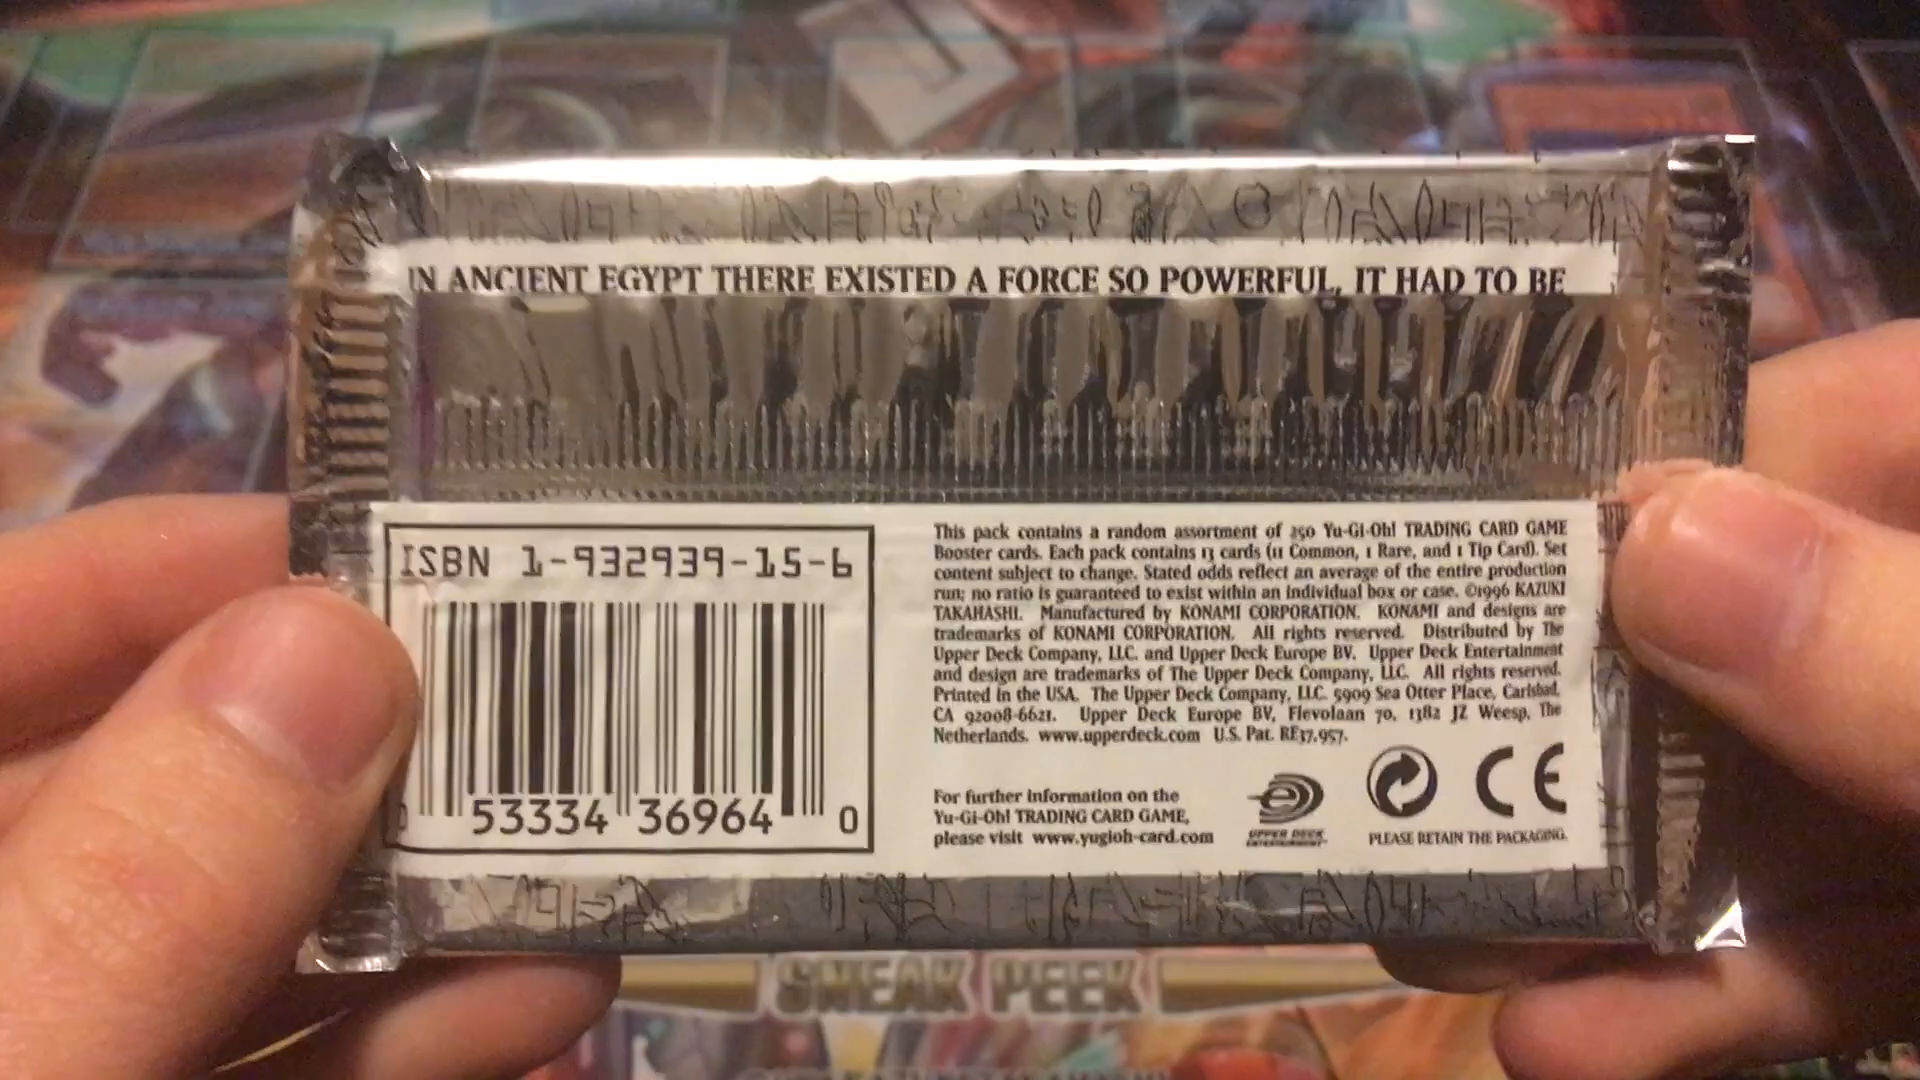 IN ANCIENT EGYPT THERE EXISTED A FORCE SO POWERFUL, IT HAD TO BE
ISBN 1-932939-15-6
53334 36964 0
This pack contains a random assortment of 250 Yu-Gi-Oh! TRADING CARD GAME
Booster cards. Each pack contains 13 cards (11 Common, 1 Rare, and 1 Tip Card). Set
content subject to change. Stated odds reflect an average of the entire production
run; no ratio is guaranteed to exist within an individual box or case. ©1996 KAZUKI
TAKAHASHI. Manufactured by KONAMI CORPORATION. KONAMI and designs are
trademarks of KONAMI CORPORATION. All rights reserved. Distributed by The
Upper Deck Company, LLC. and Upper Deck Europe BV. Upper Deck Entertainment
and design are trademarks of The Upper Deck Company, LLC. All rights reserved.
Printed in the USA. The Upper Deck Company, LLC. 5909 Sea Otter Place, Carlsbad,
CA 92008-6621. Upper Deck Europe BV, Flevolaan 70, 1382 JZ Weesp, The
Netherlands. www.upperdeck.com U.S. Pat. RE37,957.
For further information on the
Yu-Gi-Oh! TRADING CARD GAME,
please visit www.yugioh-card.com
UPPER DECK
ENTERTAINMENT
CE
PLEASE RETAIN THE PACKAGING.
SNEAK PEEK